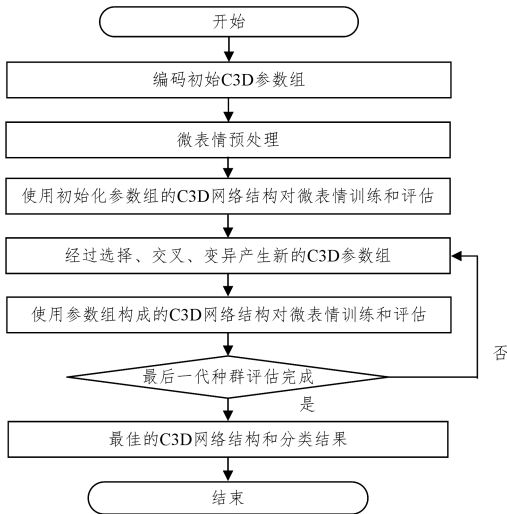 开始
编码初始C3D参数组
微表情预处理
使用初始化参数组的C3D网络结构对微表情训练和评估
经过选择、交叉、变异产生新的C3D参数组
使用参数组构成的C3D网络结构对微表情训练和评估
否
最后一代种群评估完成
是
最佳的C3D网络结构和分类结果
结束